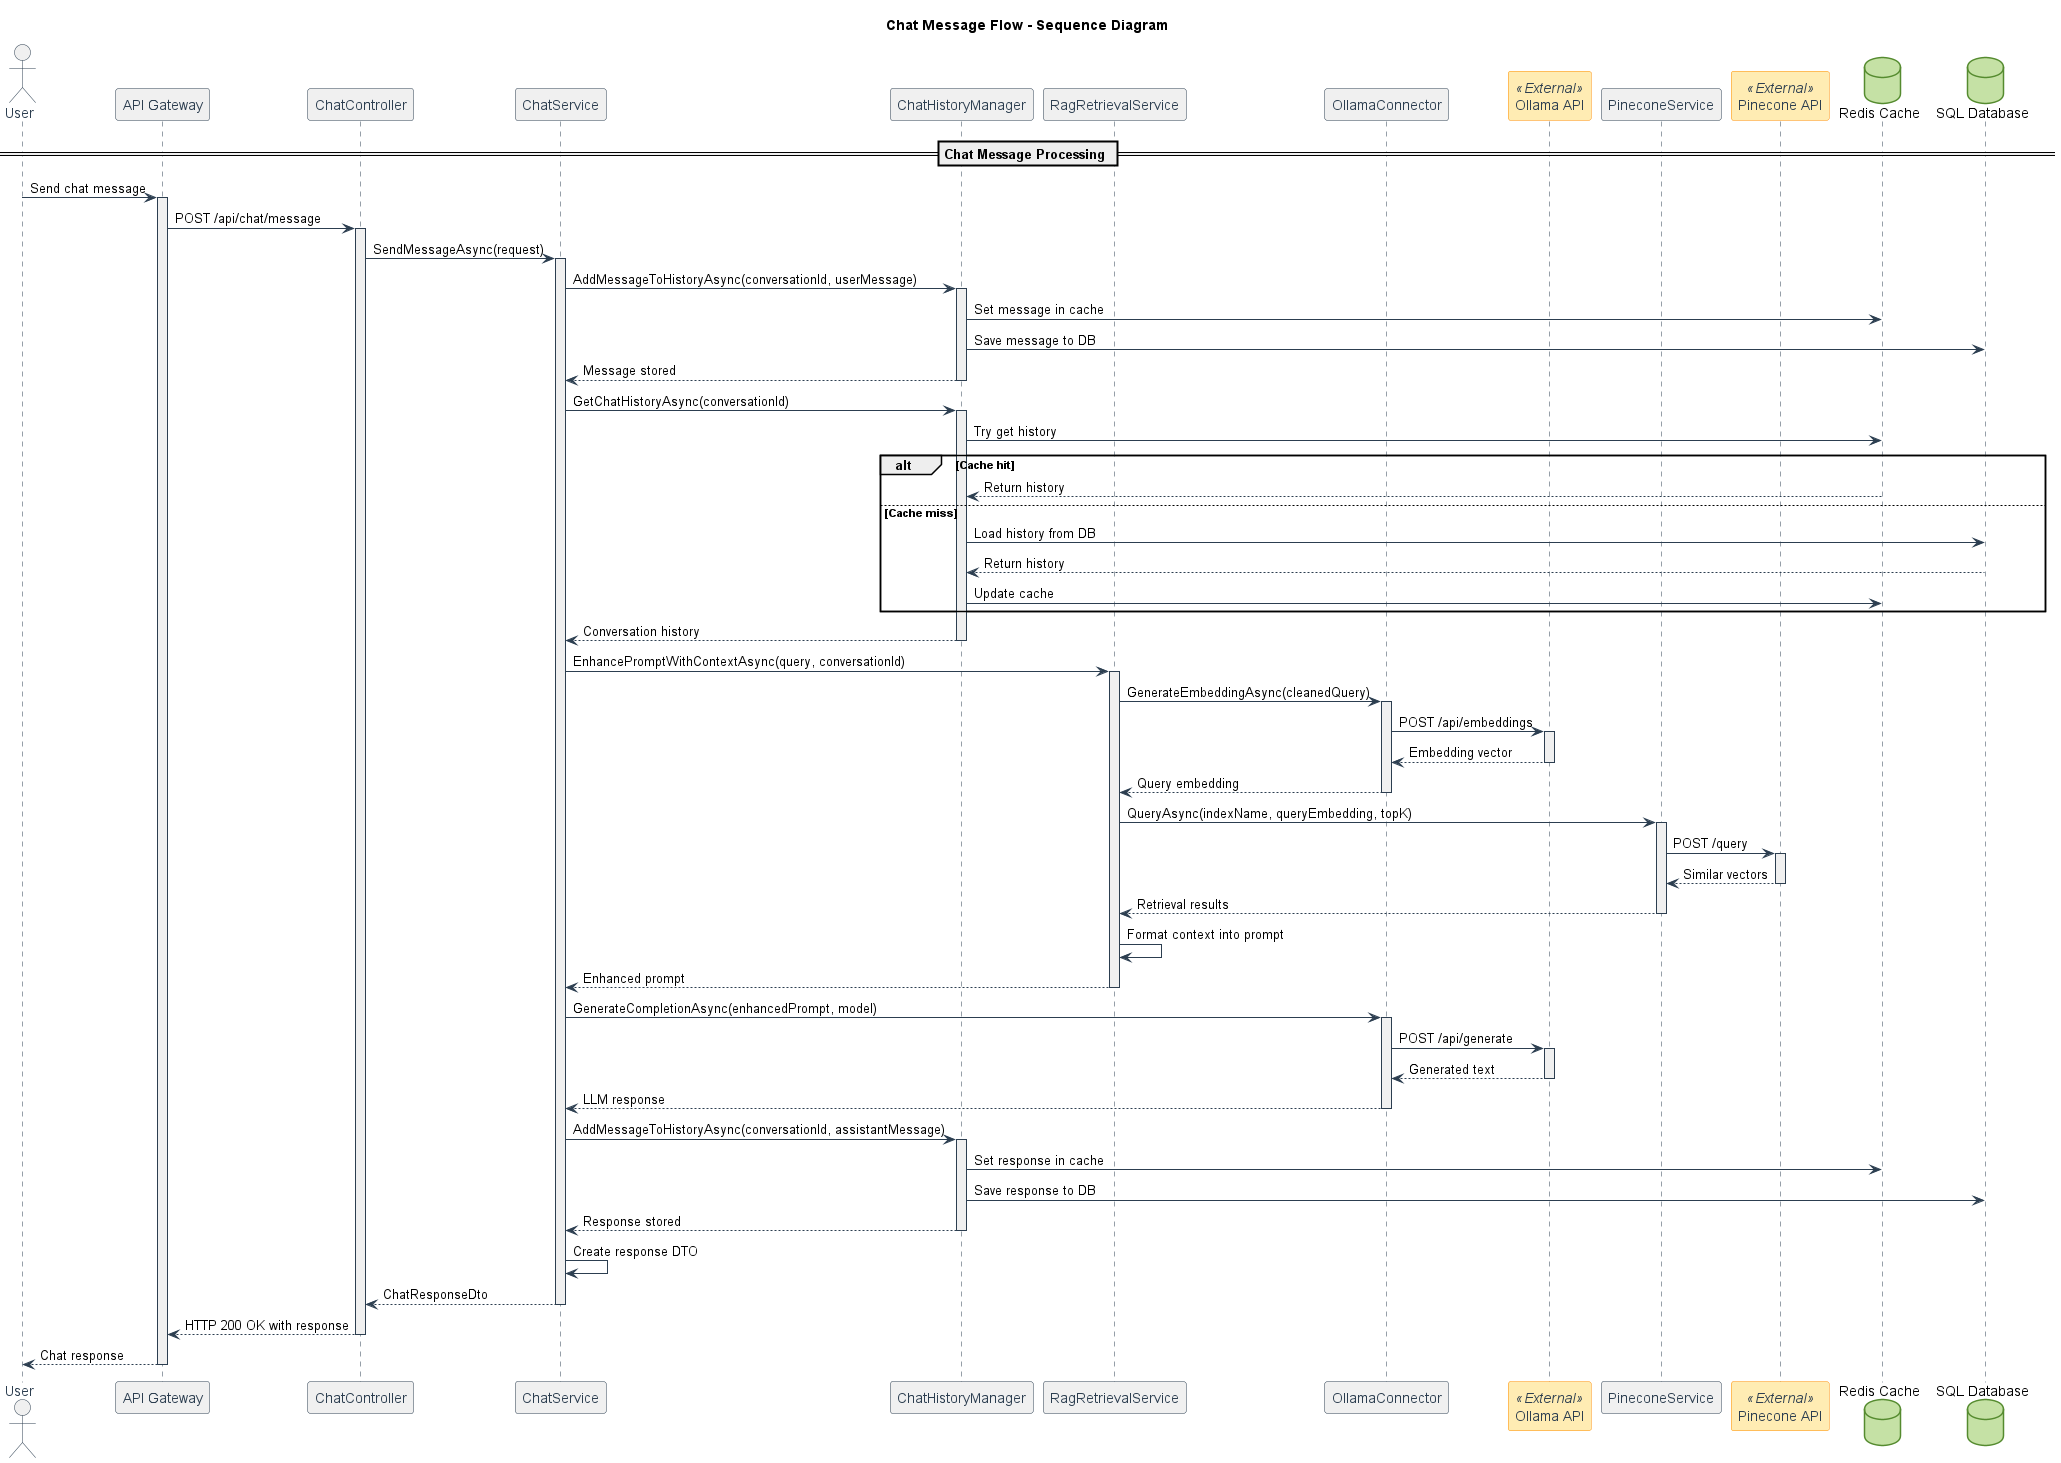 Chat Message Flow - Sequence Diagram
User
API Gateway
ChatController
ChatService
ChatHistoryManager
RagRetrievalService
OllamaConnector
«External»
Ollama API
PineconeService
«External»
Pinecone API
Redis Cache
SQL Database
Chat Message Processing
Send chat message
POST /api/chat/message
SendMessageAsync(request)
AddMessageToHistoryAsync(conversationId, userMessage)
Set message in cache
Save message to DB
Message stored
GetChatHistoryAsync(conversationId)
Try get history
alt
[Cache hit]
Return history
[Cache miss]
Load history from DB
Return history
Update cache
Conversation history
EnhancePromptWithContextAsync(query, conversationId)
GenerateEmbeddingAsync(cleanedQuery)
POST /api/embeddings
Embedding vector
Query embedding
QueryAsync(indexName, queryEmbedding, topK)
POST /query
Similar vectors
Retrieval results
Format context into prompt
Enhanced prompt
GenerateCompletionAsync(enhancedPrompt, model)
POST /api/generate
Generated text
LLM response
AddMessageToHistoryAsync(conversationId, assistantMessage)
Set response in cache
Save response to DB
Response stored
Create response DTO
ChatResponseDto
HTTP 200 OK with response
Chat response
User
API Gateway
ChatController
ChatService
ChatHistoryManager
RagRetrievalService
OllamaConnector
«External»
Ollama API
PineconeService
«External»
Pinecone API
Redis Cache
SQL Database